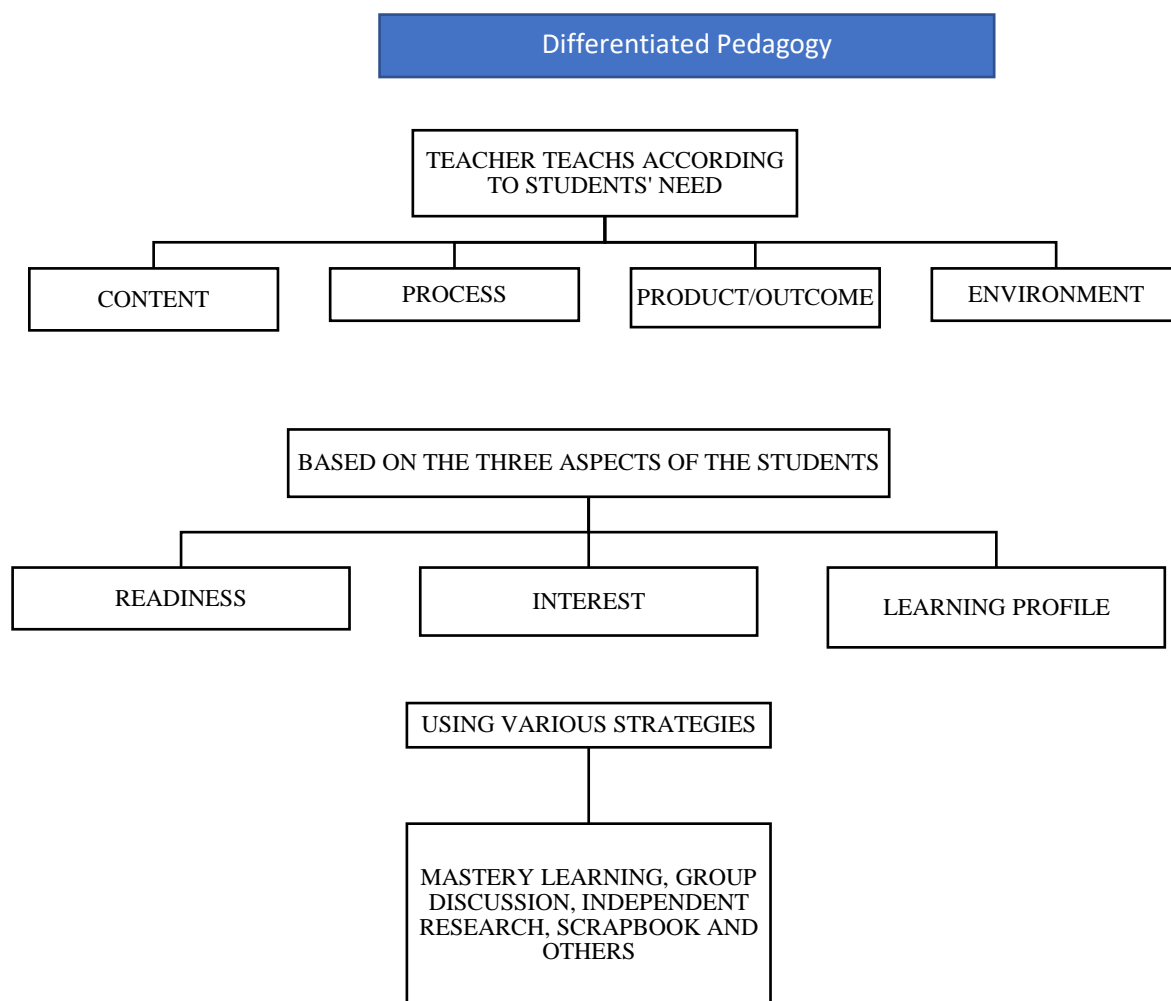 Differentiated Pedagogy
TEACHER TEACHS ACCORDING
TO STUDENTS' NEED
CONTENT
PROCESS
PRODUCT/OUTCOME
ENVIRONMENT
BASED ON THE THREE ASPECTS OF THE STUDENTS
READINESS
INTEREST
LEARNING PROFILE
USING VARIOUS STRATEGIES
MASTERY LEARNING, GROUP
DISCUSSION, INDEPENDENT
RESEARCH, SCRAPBOOK AND
OTHERS